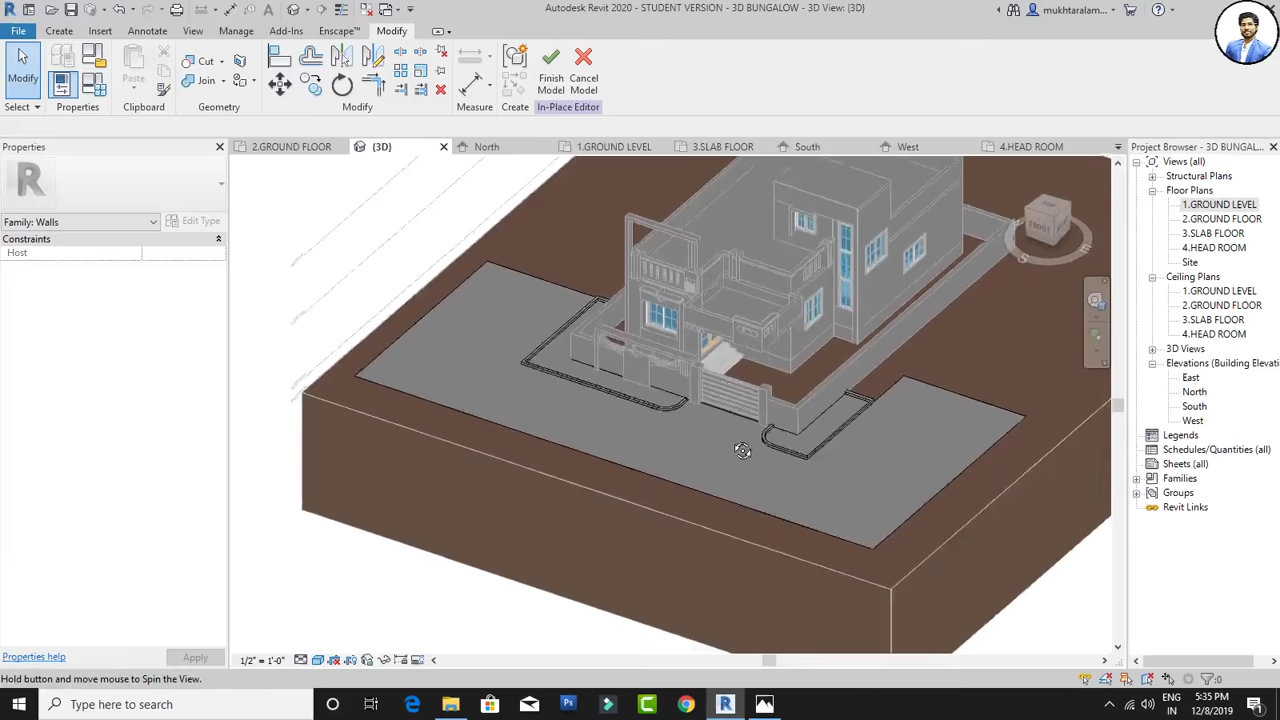 Autodesk Revit 2020 - STUDENT VERSION - 3D BUNGALOW - 3D View: {3D}
mukhtaralam...
File Create Insert Annotate View Manage Add-Ins Enscape™ Modify
Modify
Paste
Cut
Join
Finish Model
Cancel Model
Select Properties Clipboard Geometry Modify Measure Create In-Place Editor
Properties
2.GROUND FLOOR {3D} North 1.GROUND LEVEL 3.SLAB FLOOR South West 4.HEAD ROOM
Project Browser - 3D BUNGAL...
R
Family: Walls
Edit Type
Constraints
Host
Views (all)
Structural Plans
Floor Plans
1.GROUND LEVEL
2.GROUND FLOOR
3.SLAB FLOOR
4.HEAD ROOM
Site
Ceiling Plans
1.GROUND LEVEL
2.GROUND FLOOR
3.SLAB FLOOR
4.HEAD ROOM
3D Views
Elevations (Building Elevati
East
North
South
West
Legends
Schedules/Quantities (all)
Sheets (all)
Families
Groups
Revit Links
FRONT
S
E
Properties help
Apply
1/2" = 1'-0"
Hold button and move mouse to Spin the View.
:0
Type here to search
ENG
IN
5:35 PM
12/8/2019